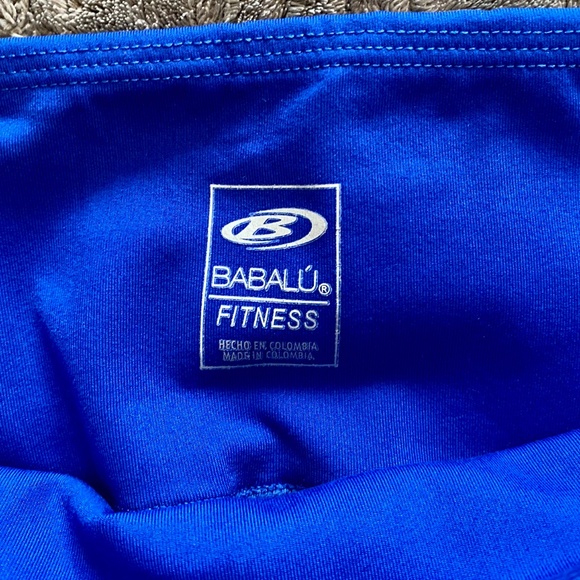 B
BABALÚ®
FITNESS
HECHO EN COLOMBIA
MADE IN COLOMBIA